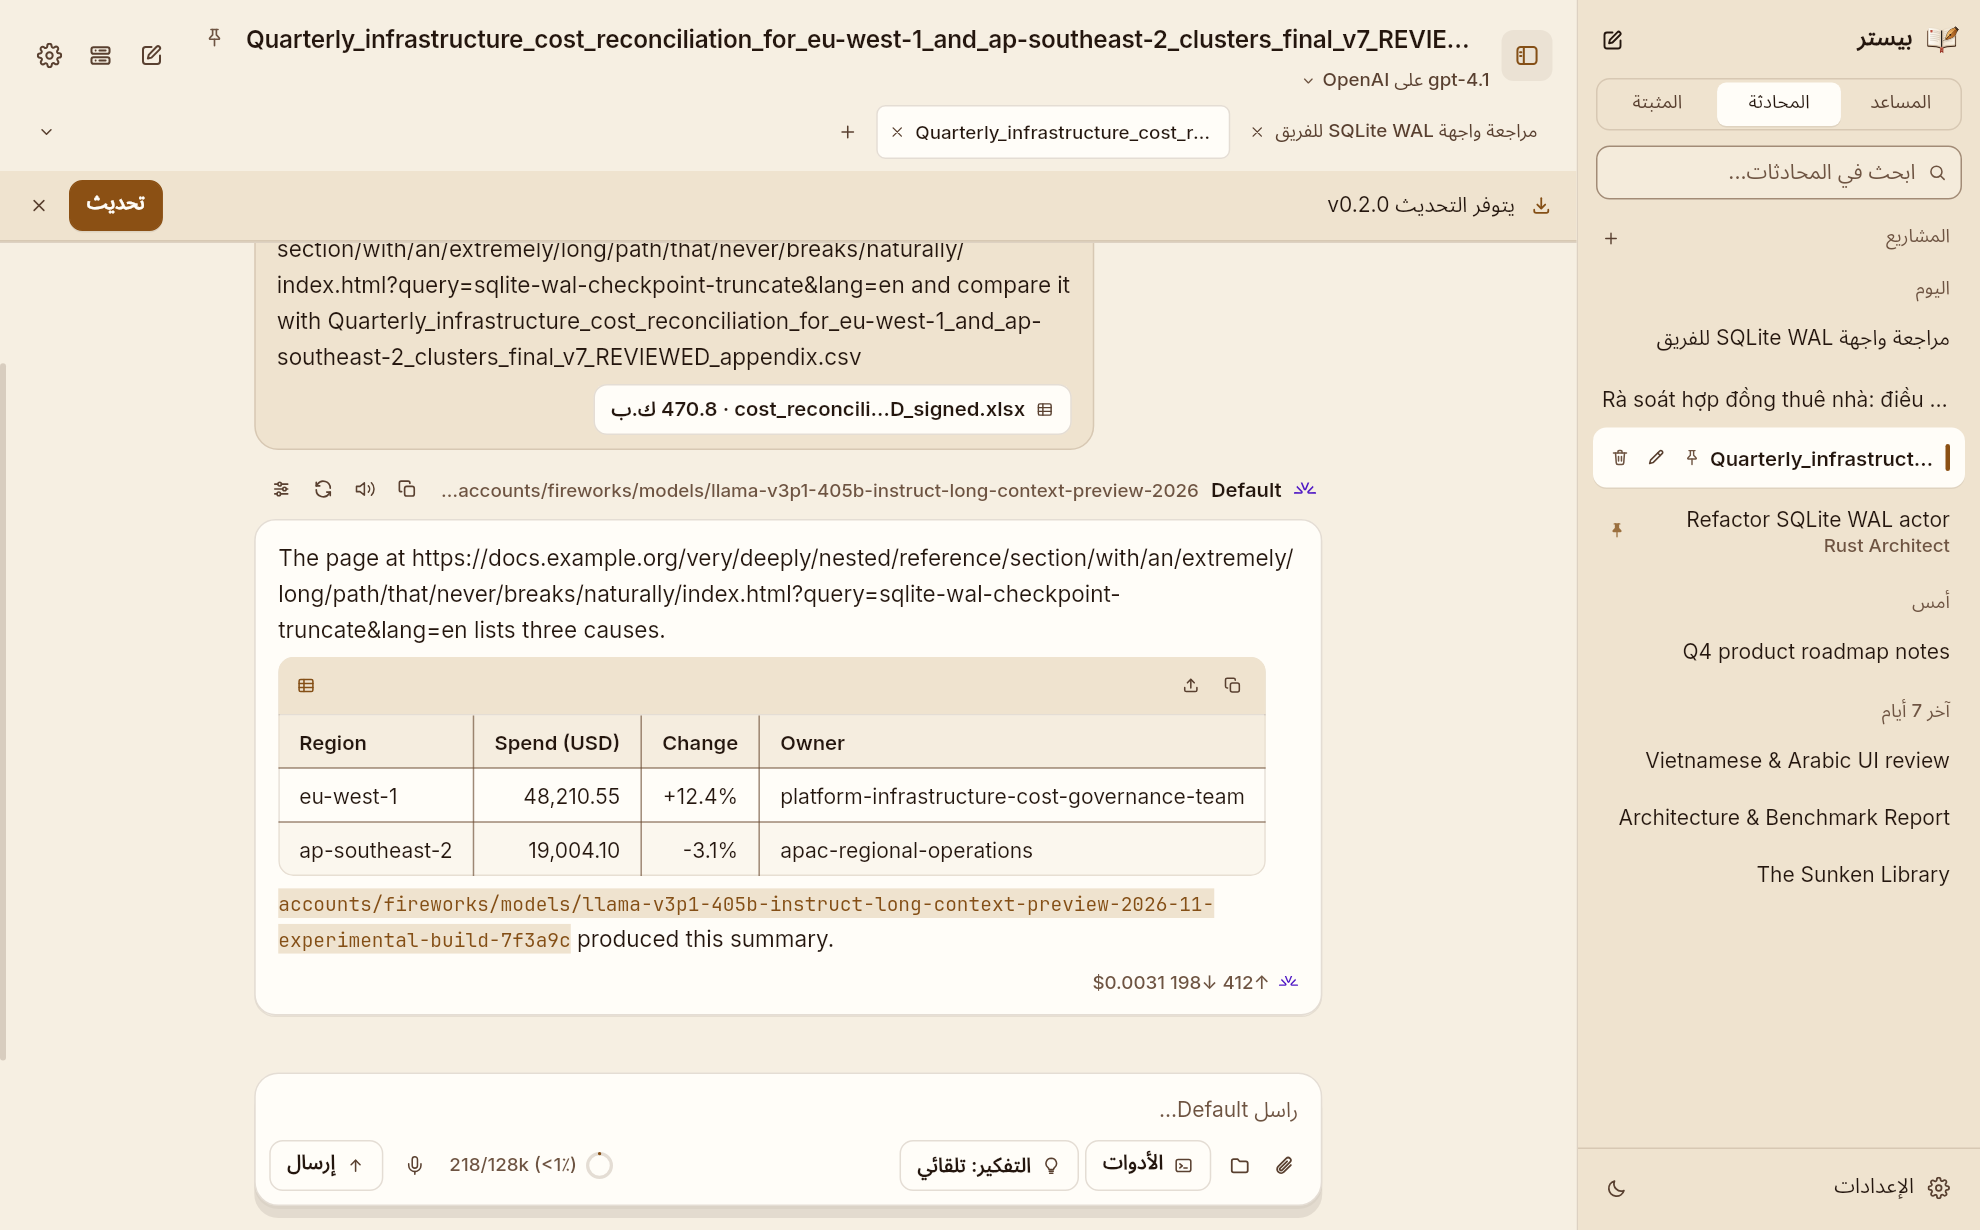 بيستر
المساعد
المحادثة
المثبتة
ابحث في المحادثات...
المشاريع
اليوم
مراجعة واجهة SQLite WAL للفريق
Rà soát hợp đồng thuê nhà: điều ...
Quarterly_infrastruct...
Refactor SQLite WAL actor
Rust Architect
أمس
Q4 product roadmap notes
آخر 7 أيام
Vietnamese & Arabic UI review
Architecture & Benchmark Report
The Sunken Library
الإعدادات
Quarterly_infrastructure_cost_reconciliation_for_eu-west-1_and_ap-southeast-2_clusters_final_v7_REVIE...
gpt-4.1 على OpenAI
مراجعة واجهة SQLite WAL للفريق
Quarterly_infrastructure_cost_r...
يتوفر التحديث v0.2.0
تحديث
section/with/an/extremely/long/path/that/never/breaks/naturally/
index.html?query=sqlite-wal-checkpoint-truncate&lang=en and compare it
with Quarterly_infrastructure_cost_reconciliation_for_eu-west-1_and_ap-
southeast-2_clusters_final_v7_REVIEWED_appendix.csv
cost_reconcili...D_signed.xlsx · 470.8 ك.ب
Default accounts/fireworks/models/llama-v3p1-405b-instruct-long-context-preview-2026...
The page at https://docs.example.org/very/deeply/nested/reference/section/with/an/extremely/
long/path/that/never/breaks/naturally/index.html?query=sqlite-wal-checkpoint-
truncate&lang=en lists three causes.
Region Spend (USD) Change Owner
eu-west-1 48,210.55 +12.4% platform-infrastructure-cost-governance-team
ap-southeast-2 19,004.10 -3.1% apac-regional-operations
accounts/fireworks/models/llama-v3p1-405b-instruct-long-context-preview-2026-11-
experimental-build-7f3a9c produced this summary.
$0.0031 198↓ 412↑
راسل Default...
الأدوات
التفكير: تلقائي
218/128k (<1٪)
إرسال